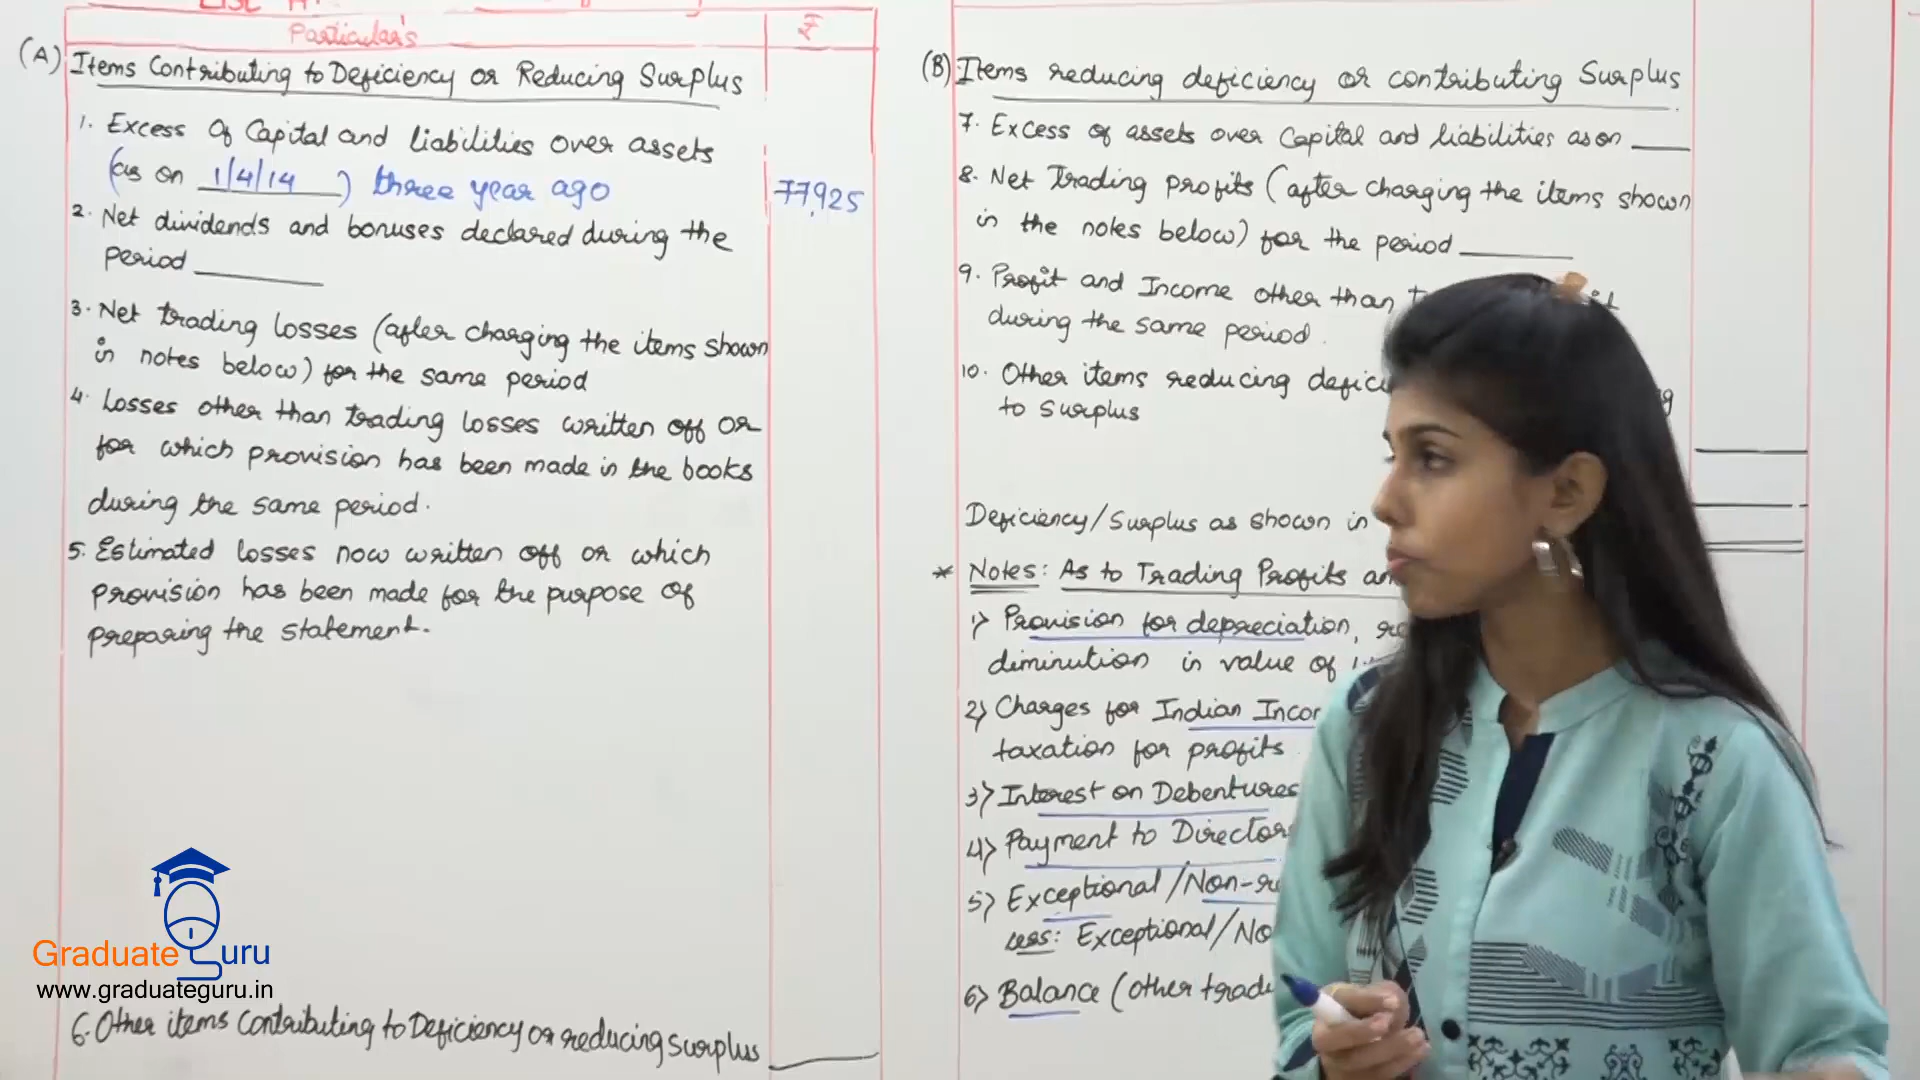 Particular's
₹
(A) Items Contributing to Deficiency or Reducing Surplus
1. Excess Of Capital and liabilities over assets
(as on 1/4/14) three year ago
77,925
2. Net dividends and bonuses declared during the
Period ________
3. Net trading losses (after charging the items shown
in notes below) for the same period
4. Losses other than trading losses written off or
for which provision has been made in the books
during the same period.
5. Estimated losses now written off or which
provision has been made for the purpose of
preparing the statement.
6. Other items contributing to Deficiency or reducing surplus
(B) Items reducing deficiency or contributing Surplus
7. Excess of assets over Capital and liabilities as on ____
8. Net Trading profits (after charging the items shown
in the notes below) for the period ________
9. Profit and Income other than
during the same period.
10. Other items reducing
to surplus
Deficiency/Surplus as shown in
* Notes: As to Trading Profits
1) Provision for depreciation,
diminution in value of
2) Charges for Indian
taxation for profits
3) Interest on Debentures
4) Payment to
5) Exceptional/
Less: Exceptional/
6) Balance (other
GraduateGuru
www.graduateguru.in